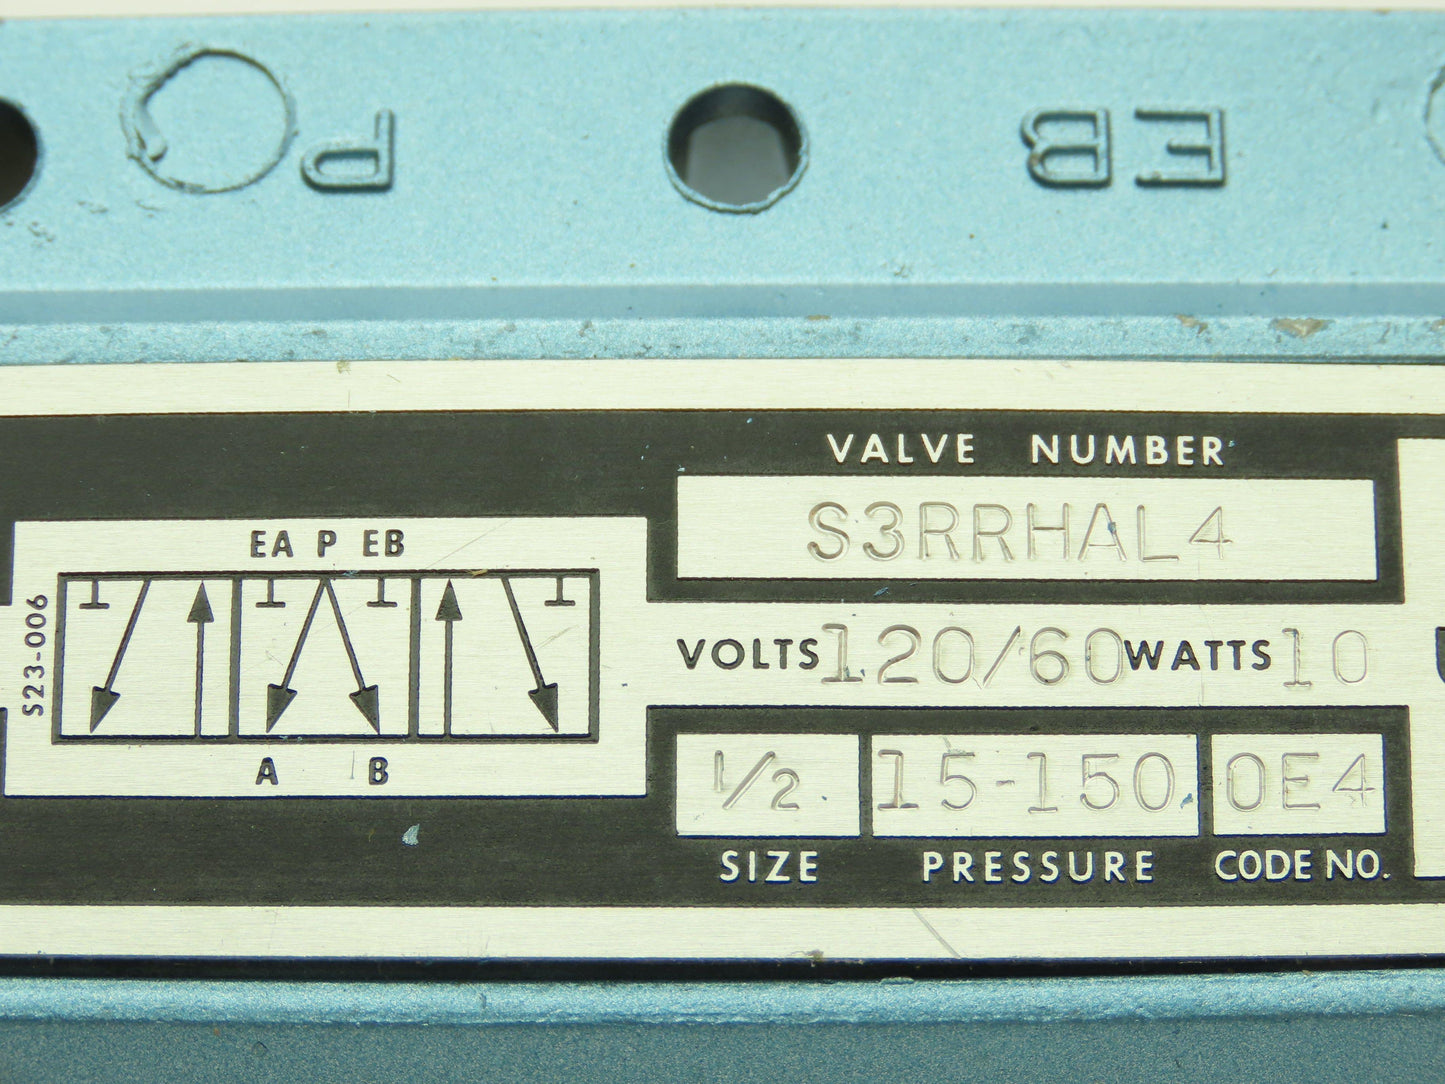 P EB
VALVE NUMBER
S3RRHAL4
EA P EB
S23-006
A B
VOLTS 120/60 WATTS 10
1/2 15-150 0E4
SIZE PRESSURE CODE NO.